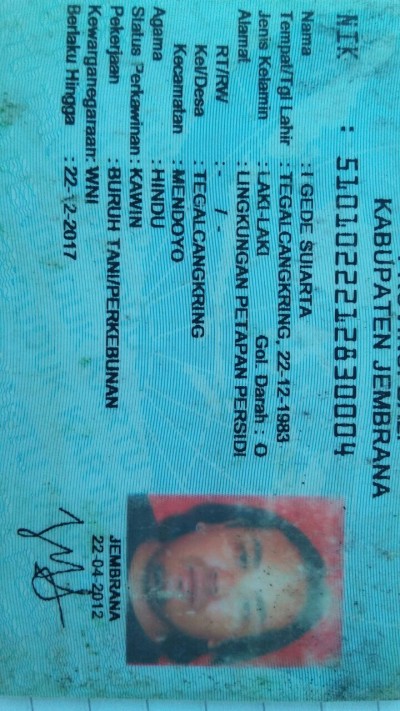 KABUPATEN JEMBRANA
NIK : 5101022212830004
Nama : I GEDE SUIARTA
Tempat/Tgl Lahir : TEGALCANGKRING, 22-12-1983
Jenis Kelamin : LAKI-LAKI Gol. Darah : O
Alamat : LINGKUNGAN PETAPAN PERSIDI
RT/RW : - / -
Kel/Desa : TEGALCANGKRING
Kecamatan : MENDOYO
Agama : HINDU
Status Perkawinan : KAWIN
Pekerjaan : BURUH TANI/PERKEBUNAN
Kewarganegaraan: WNI
Berlaku Hingga : 22-12-2017
JEMBRANA
22-04-2012